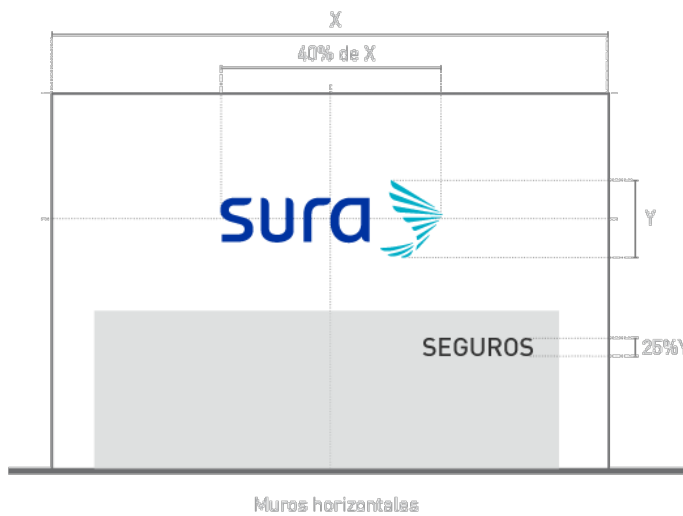 X
40% de X
sura
Y
SEGUROS
25%Y
Muros horizontales